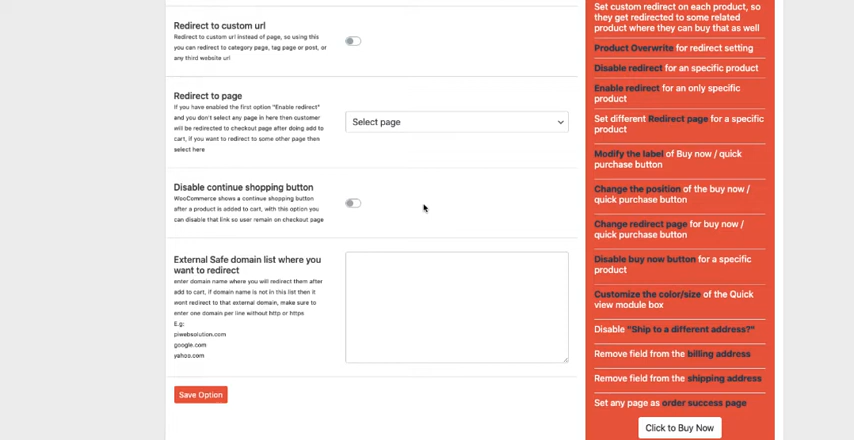 Redirect to custom url
Redirect to custom url instead of page, so using this
you can redirect to category page, tag page or post, or
any third website url
Redirect to page
If you have enabled the first option "Enable redirect"
and you don't select any page in here then customer
will be redirected to checkout page after doing add to
cart, if you want to redirect to some other page then
select here
Select page
Disable continue shopping button
WooCommerce shows a continue shopping button
after a product is added to cart, with this option you
can disable that link so user remain on checkout page
External Safe domain list where you
want to redirect
enter domain name where you will redirect them after
add to cart, if domain name is not in this list then it
wont redirect to that external domain, make sure to
enter one domain per line without http or https
E.g:
piwebsolution.com
google.com
yahoo.com
Save Option
Set custom redirect on each product, so
they get redirected to some related
product where they can buy that as well
Product Overwrite for redirect setting
Disable redirect for an specific product
Enable redirect for an only specific
product
Set different Redirect page for a specific
product
Modify the label of Buy now / quick
purchase button
Change the position of the buy now /
quick purchase button
Change redirect page for buy now /
quick purchase button
Disable buy now button for a specific
product
Customize the color/size of the Quick
view module box
Disable "Ship to a different address?"
Remove field from the billing address
Remove field from the shipping address
Set any page as order success page
Click to Buy Now